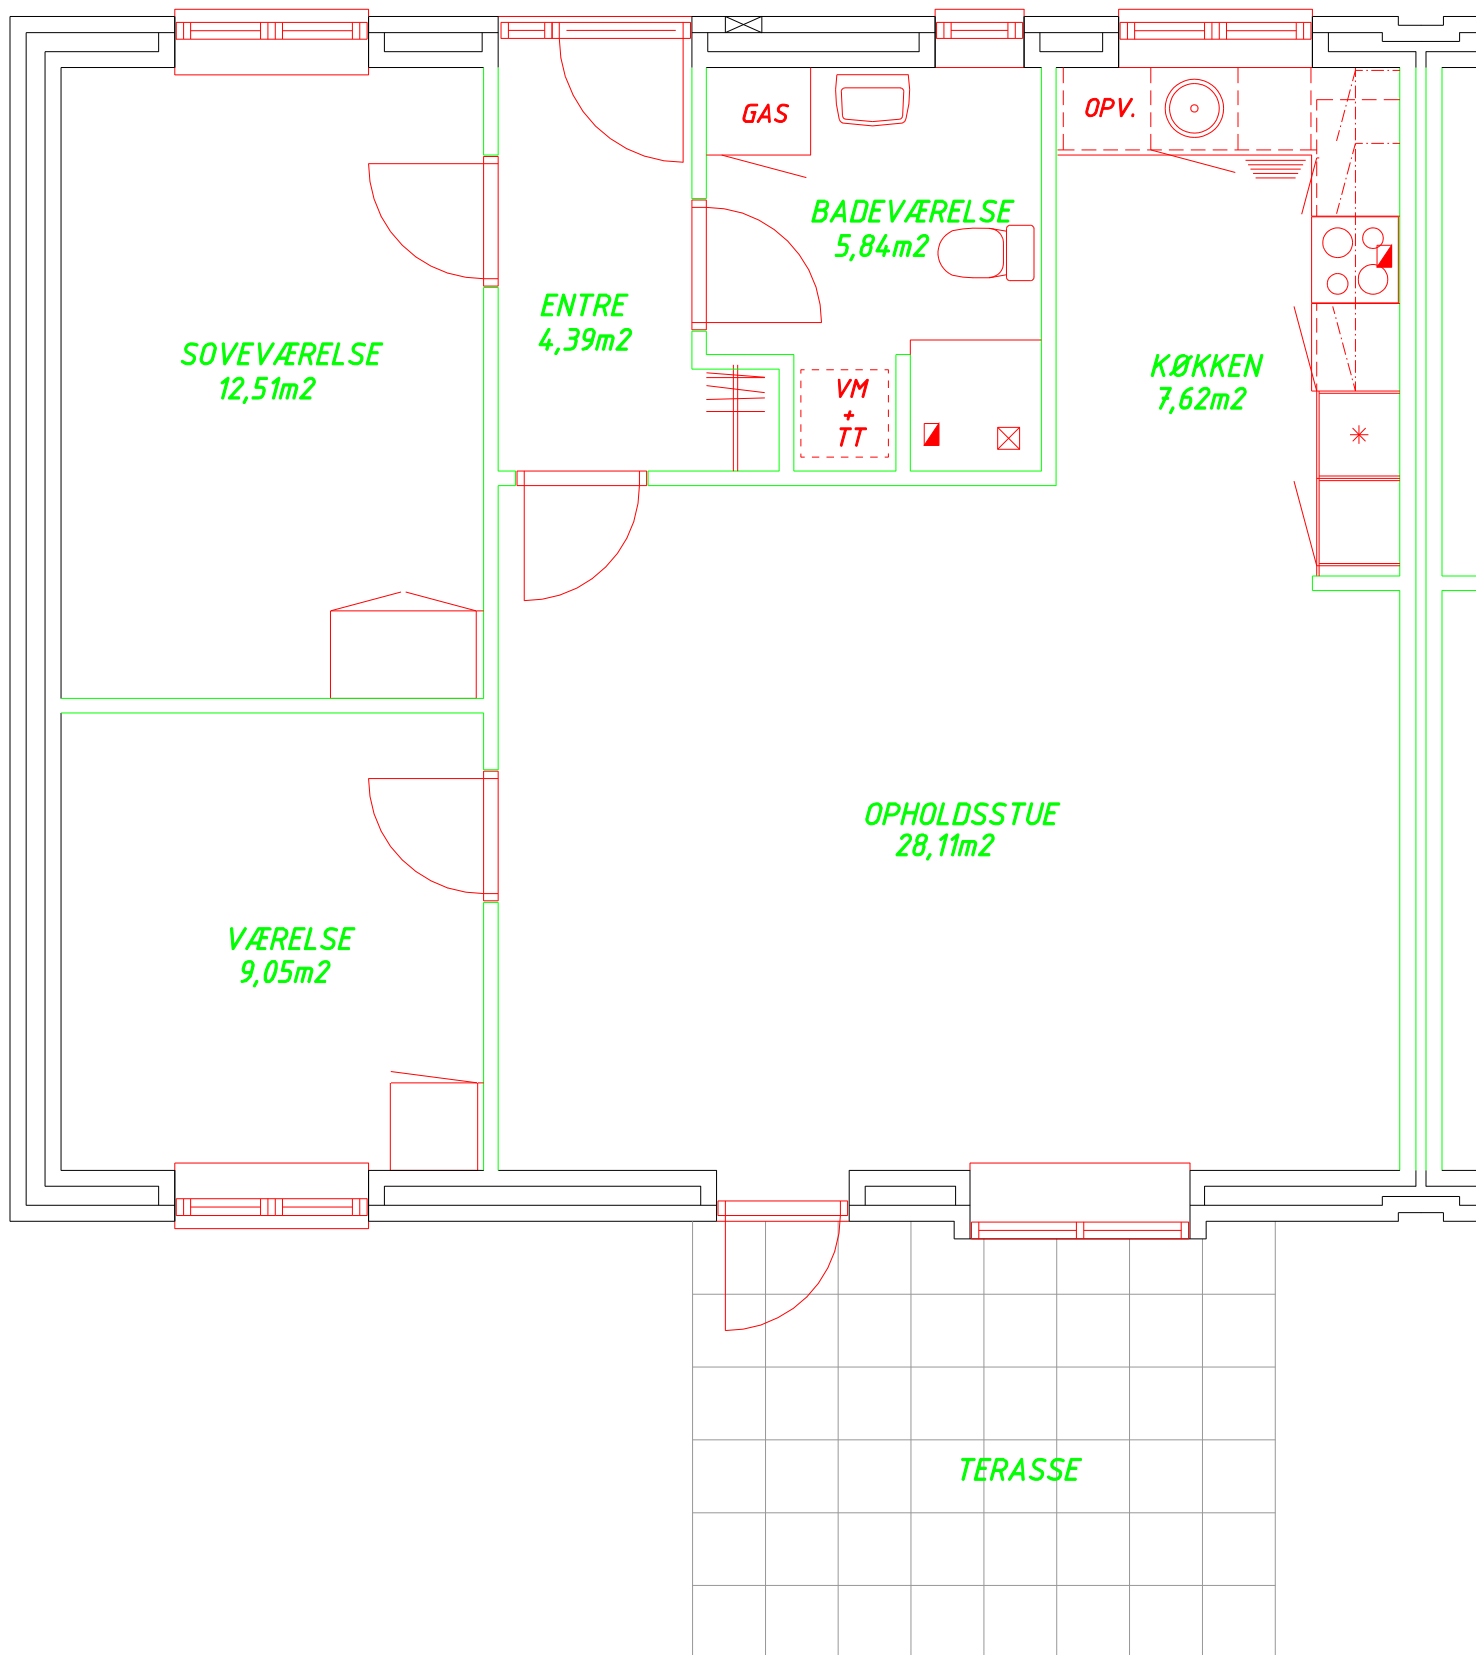 GAS
OPV.
BADEVÆRELSE
5,84m2
ENTRE
4,39m2
SOVEVÆRELSE
12,51m2
KØKKEN
7,62m2
VM
+
TT
OPHOLDSSTUE
28,11m2
VÆRELSE
9,05m2
TERASSE